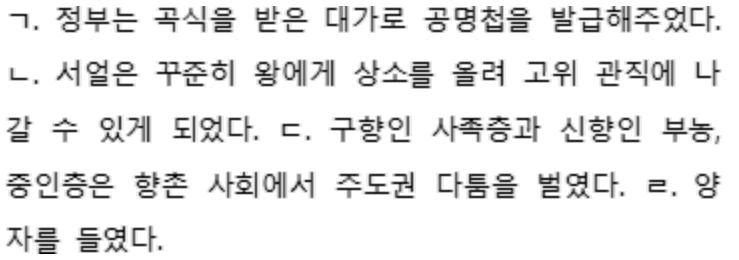 ㄱ. 정부는 곡식을 받은 대가로 공명첩을 발급해주었다.
ㄴ. 서얼은 꾸준히 왕에게 상소를 올려 고위 관직에 나
갈 수 있게 되었다. ㄷ. 구향인 사족층과 신향인 부농,
중인층은 향촌 사회에서 주도권 다툼을 벌였다. ㄹ. 양
자를 들였다.